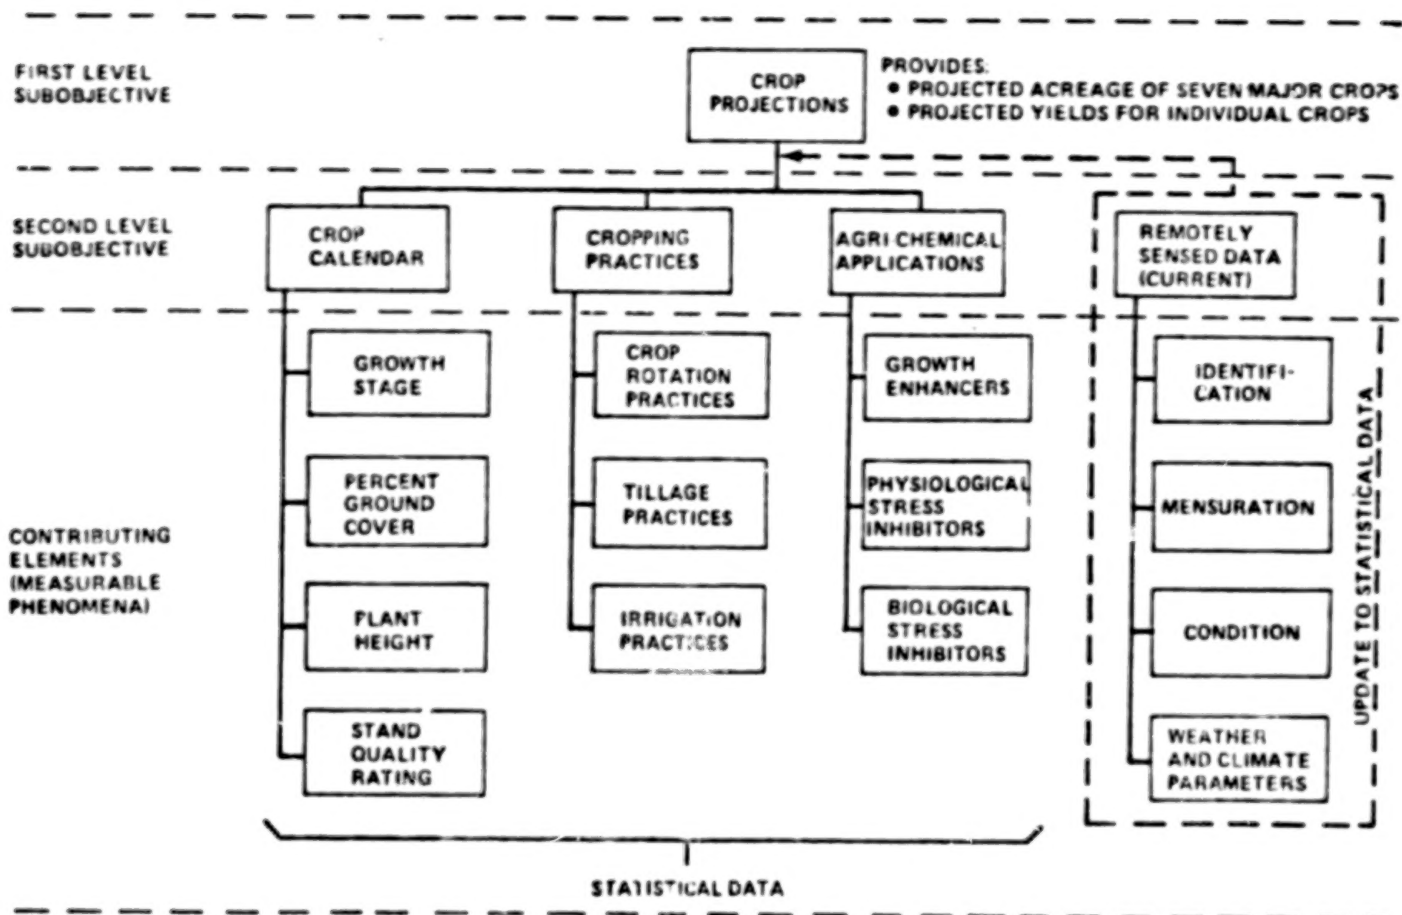 FIRST LEVEL
SUBOBJECTIVE
CROP
PROJECTIONS
PROVIDES:
• PROJECTED ACREAGE OF SEVEN MAJOR CROPS
• PROJECTED YIELDS FOR INDIVIDUAL CROPS
SECOND LEVEL
SUBOBJECTIVE
CROP
CALENDAR
CROPPING
PRACTICES
AGRI CHEMICAL
APPLICATIONS
REMOTELY
SENSED DATA
(CURRENT)
CONTRIBUTING
ELEMENTS
(MEASURABLE
PHENOMENA)
GROWTH
STAGE
PERCENT
GROUND
COVER
PLANT
HEIGHT
STAND
QUALITY
RATING
CROP
ROTATION
PRACTICES
TILLAGE
PRACTICES
IRRIGATION
PRACTICES
GROWTH
ENHANCERS
PHYSIOLOGICAL
STRESS
INHIBITORS
BIOLOGICAL
STRESS
INHIBITORS
IDENTIFI-
CATION
MENSURATION
CONDITION
WEATHER
AND CLIMATE
PARAMETERS
UPDATE TO STATISTICAL DATA
STATISTICAL DATA